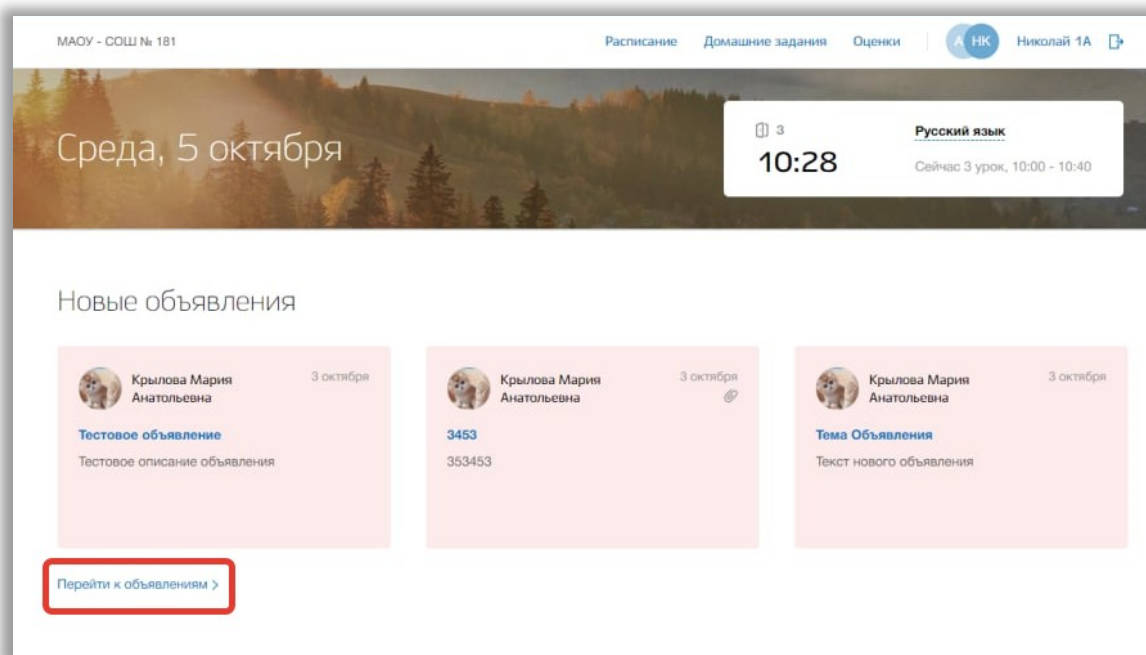 МАОУ - СОШ № 181
Расписание Домашние задания Оценки А НК Николай 1А
Среда, 5 октября
3 Русский язык
10:28 Сейчас 3 урок, 10:00 - 10:40
Новые объявления
Крылова Мария 3 октября
Анатольевна
Тестовое объявление
Тестовое описание объявления
Крылова Мария 3 октября
Анатольевна
3453
353453
Крылова Мария 3 октября
Анатольевна
Тема Объявления
Текст нового объявления
Перейти к объявлениям >